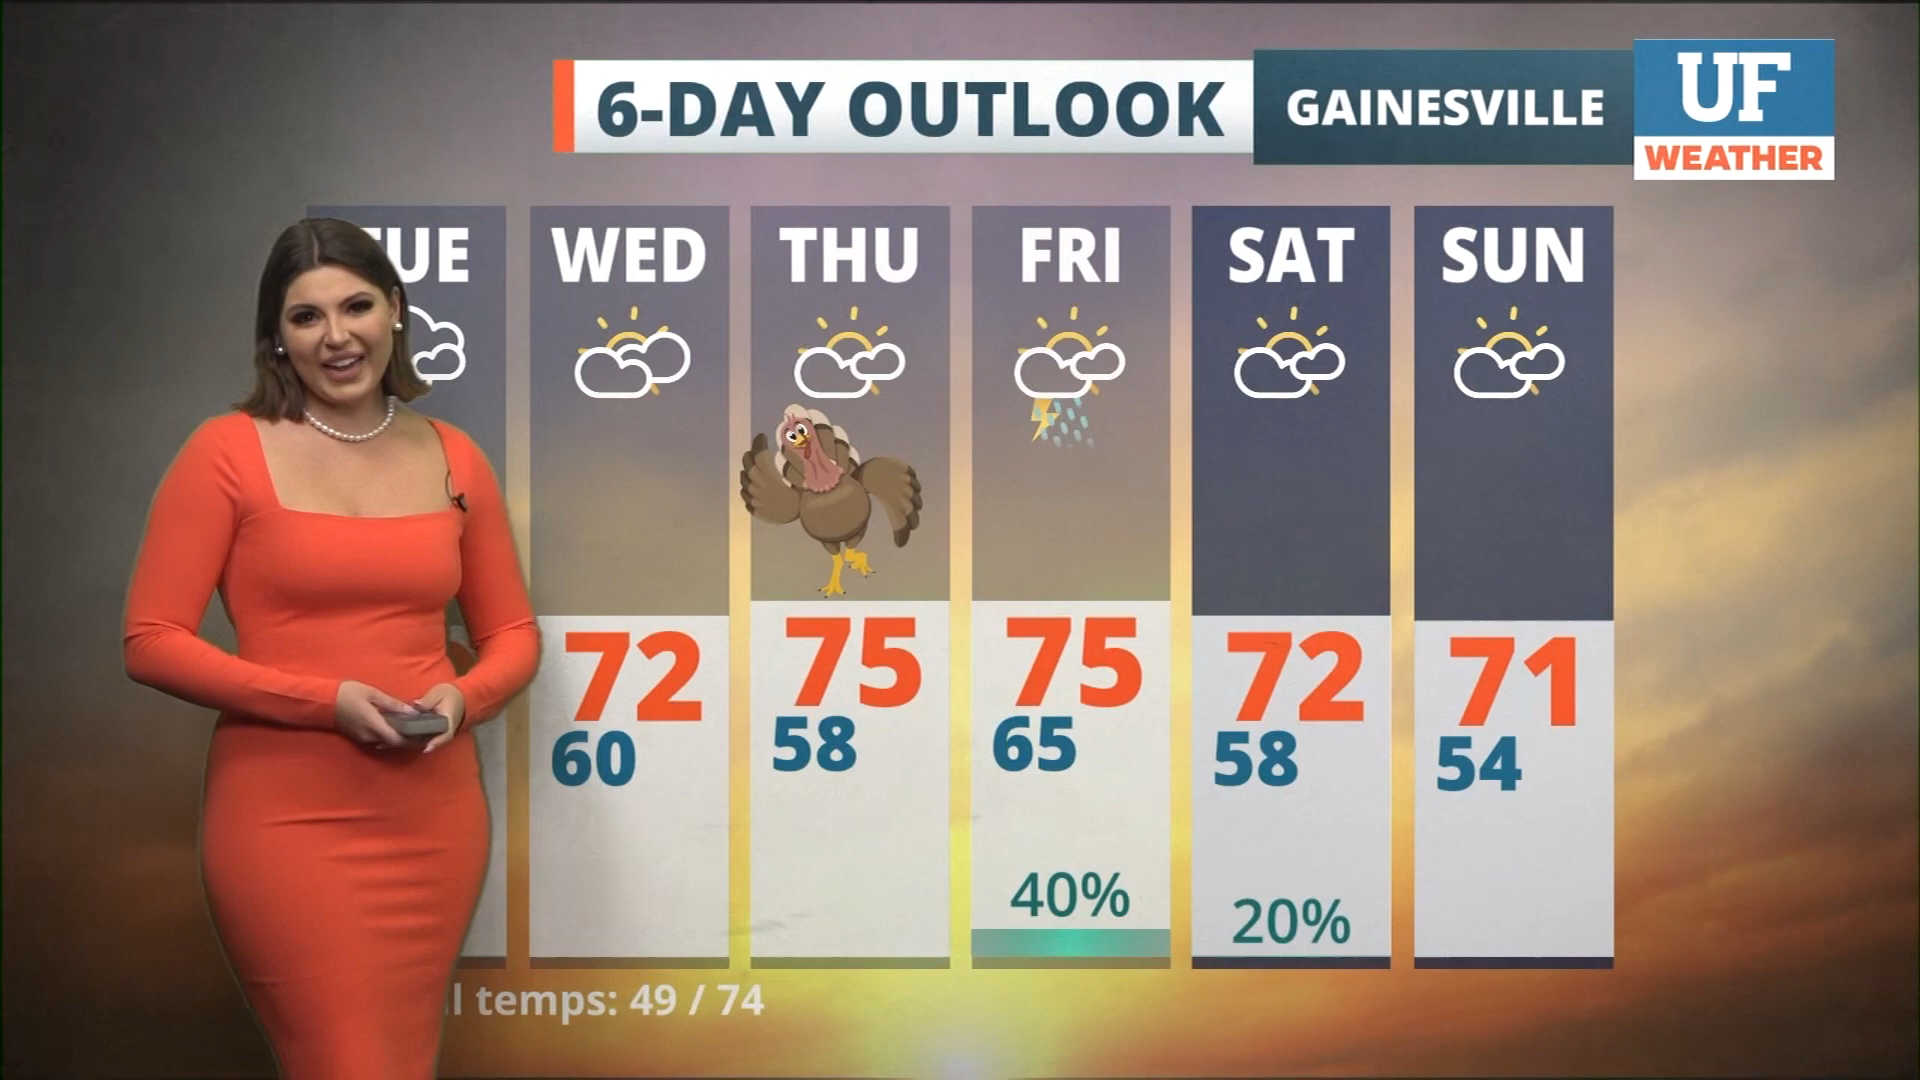 6-DAY OUTLOOK
GAINESVILLE
UF
WEATHER
WED THU FRI SAT SUN
72 75 75 72 71
60 58 65 58 54
40% 20%
temps: 49 / 74